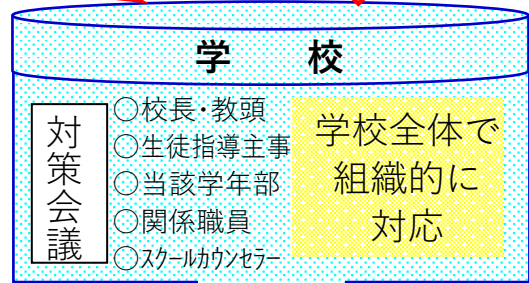 学　校
対策会議
○校長・教頭
○生徒指導主事
○当該学年部
○関係職員
○スクールカウンセラー
学校全体で
組織的に
対応